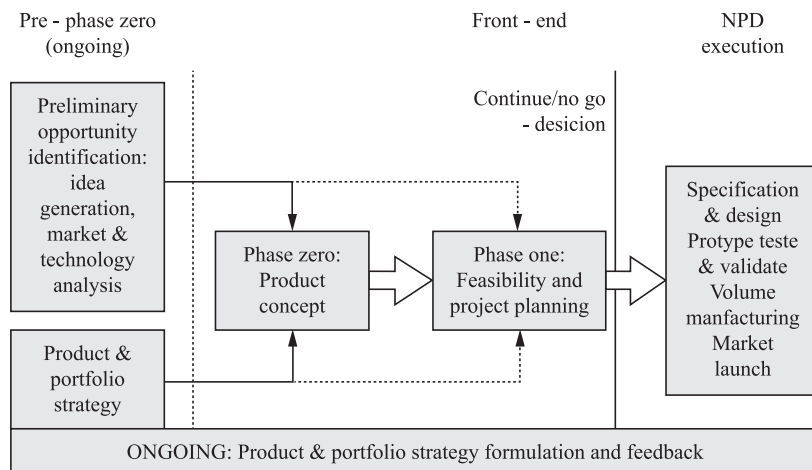 Pre - phase zero
(ongoing)
Front - end
NPD
execution
Continue/no go
- desicion
Preliminary
opportunity
identification:
idea
generation,
market &
technology
analysis
Product &
portfolio
strategy
Phase zero:
Product
concept
Phase one:
Feasibility and
project planning
Specification
& design
Protype teste
& validate
Volume
manfacturing
Market
launch
ONGOING: Product & portfolio strategy formulation and feedback